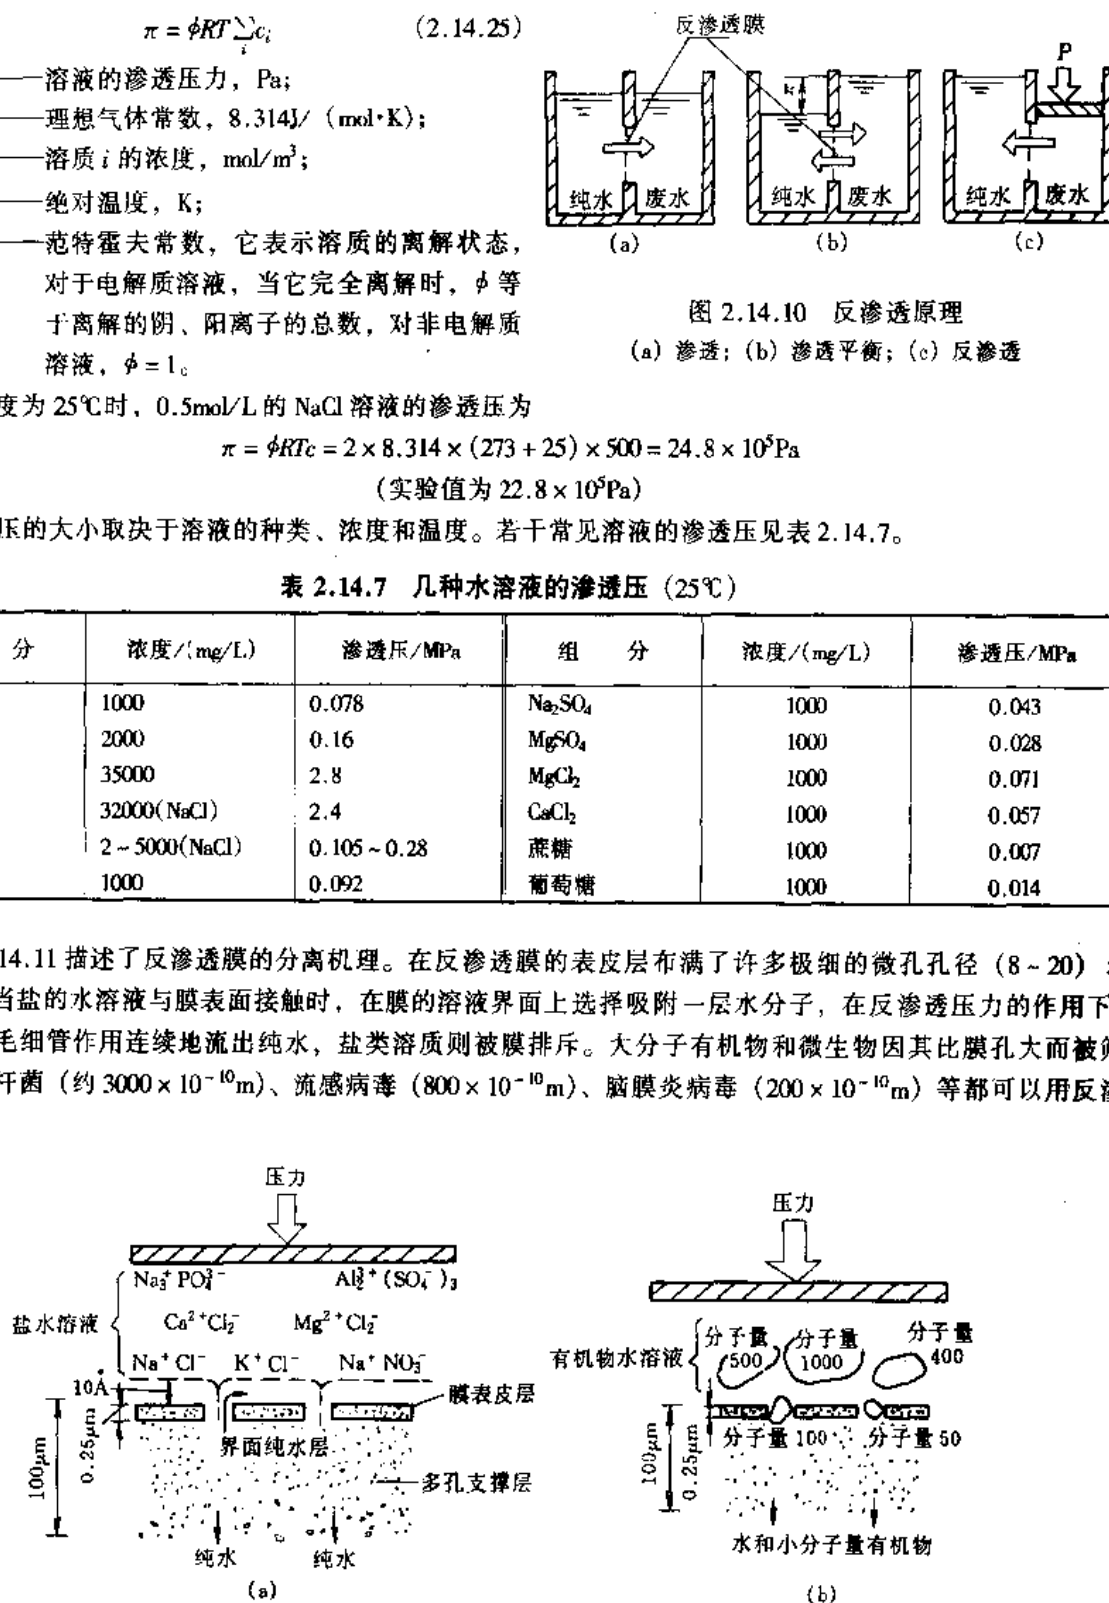 π = ϕRT∑ci (2.14.25)
i
——溶液的渗透压力，Pa；
——理想气体常数，8.314J/（mol·K）；
——溶质 i 的浓度，mol/m³；
——绝对温度，K；
——范特霍夫常数，它表示溶质的离解状态，
对于电解质溶液，当它完全离解时，ϕ 等
于离解的阴、阳离子的总数，对非电解质
溶液，ϕ = 1。
反渗透膜
P
π
纯水 废水 纯水 废水 纯水 废水
(a) (b) (c)
图 2.14.10 反渗透原理
(a) 渗透；(b) 渗透平衡；(c) 反渗透
度为 25℃时，0.5mol/L 的 NaCl 溶液的渗透压为
π = ϕRTc = 2 × 8.314 × (273 + 25) × 500 = 24.8 × 10⁵Pa
(实验值为 22.8 × 10⁵Pa)
压的大小取决于溶液的种类、浓度和温度。若干常见溶液的渗透压见表 2.14.7。
表 2.14.7 几种水溶液的渗透压（25℃）
分 浓度/(mg/L) 渗透压/MPa 组 分 浓度/(mg/L) 渗透压/MPa
1000 0.078 Na₂SO₄ 1000 0.043
2000 0.16 MgSO₄ 1000 0.028
35000 2.8 MgCl₂ 1000 0.071
32000(NaCl) 2.4 CaCl₂ 1000 0.057
2~5000(NaCl) 0.105~0.28 蔗糖 1000 0.007
1000 0.092 葡萄糖 1000 0.014
14.11 描述了反渗透膜的分离机理。在反渗透膜的表皮层布满了许多极细的微孔孔径（8~20）
当盐的水溶液与膜表面接触时，在膜的溶液界面上选择吸附一层水分子，在反渗透压力的作用下
毛细管作用连续地流出纯水，盐类溶质则被膜排斥。大分子有机物和微生物因其比膜孔大而被
杆菌（约 3000 × 10⁻¹⁰m）、流感病毒（800 × 10⁻¹⁰m）、脑膜炎病毒（200 × 10⁻¹⁰m）等都可以用反渗
压力
Na₃⁺PO₄³⁻ Al₂³⁺(SO₄⁻)₃
盐水溶液 Ca²⁺Cl₂⁻ Mg²⁺Cl₂⁻
Na⁺Cl⁻ K⁺Cl⁻ Na⁺NO₃⁻
10Å
膜表皮层
100μm 0.25μm
界面纯水层
多孔支撑层
纯水 纯水
(a)
压力
有机物水溶液
分子量500 分子量1000 分子量400
100μm 0.25μm
分子量 100 分子量 50
水和小分子量有机物
(b)